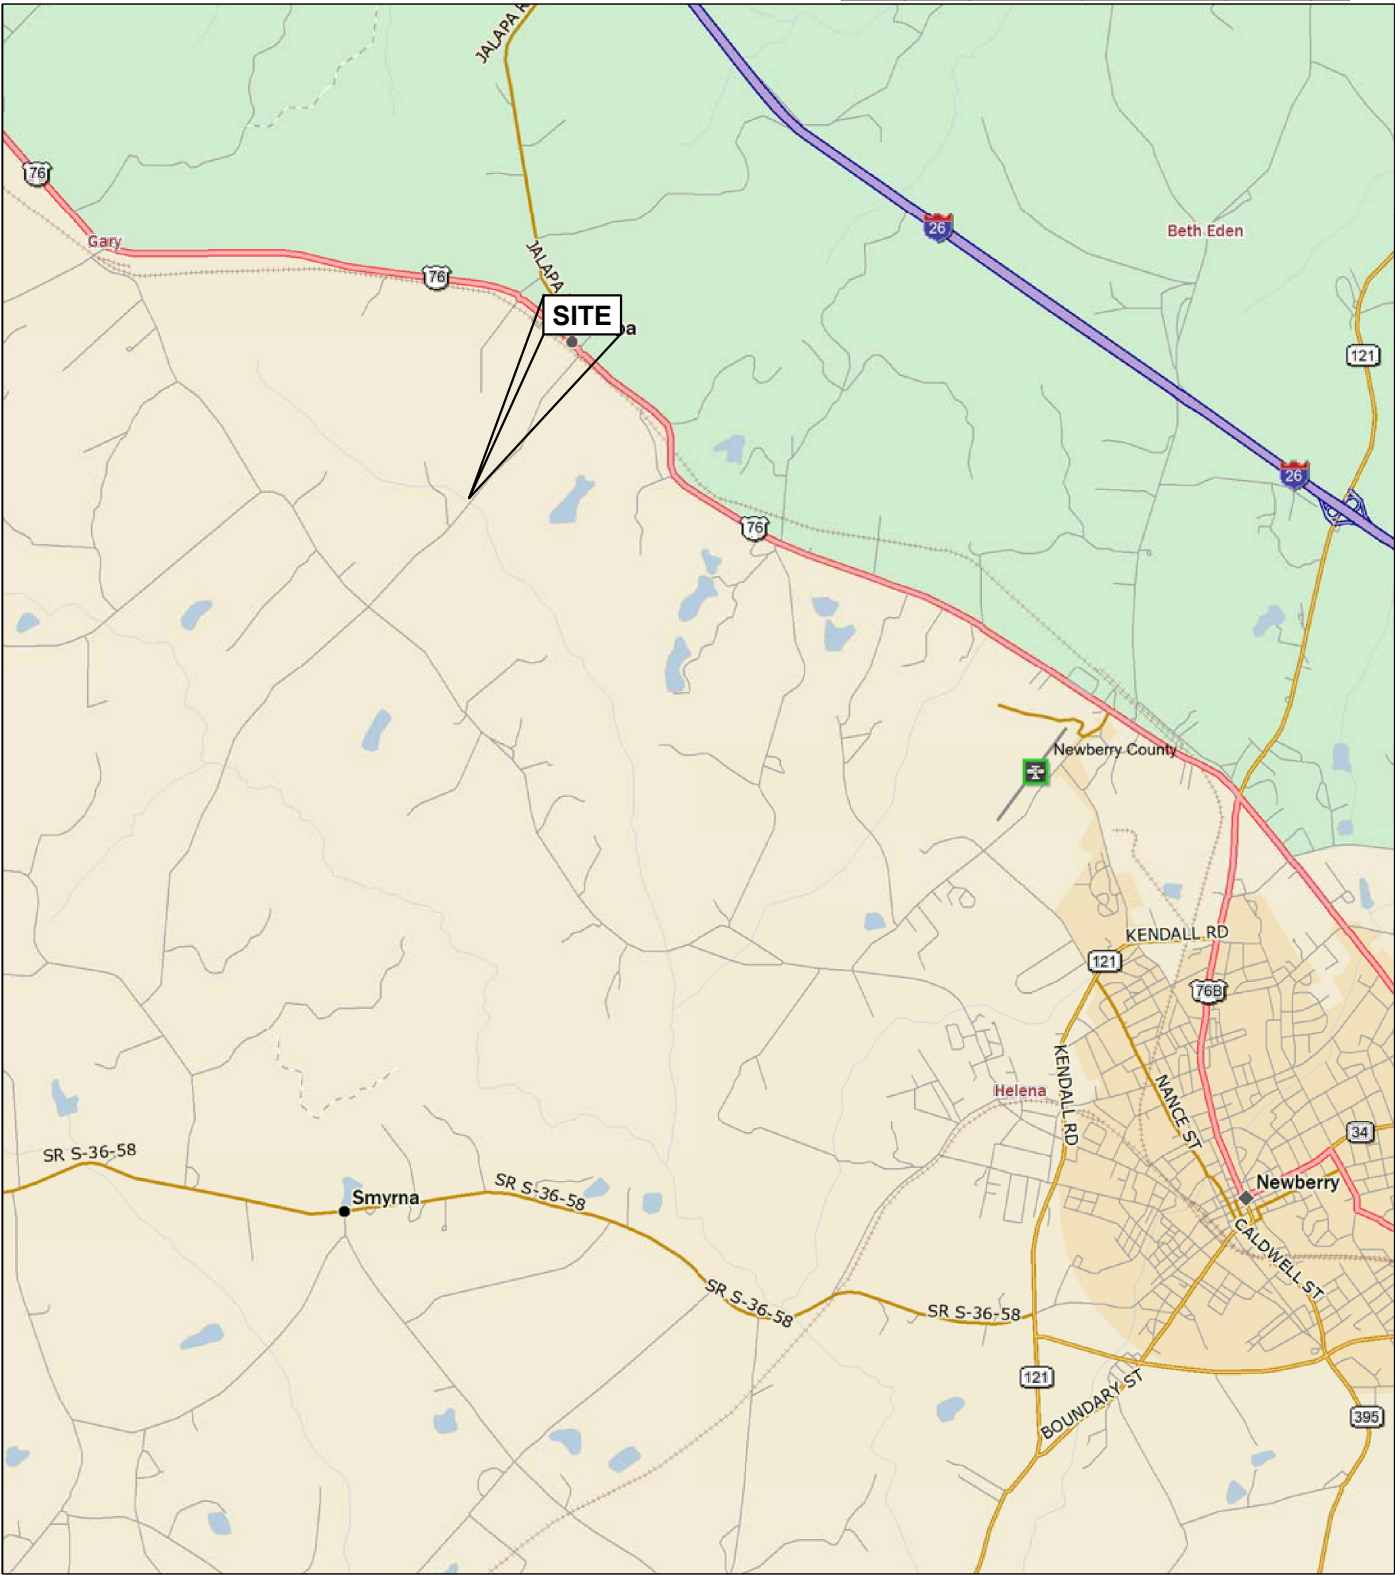 JALAPA R
76
Gary
76
JALAPA
SITE
pa
26
Beth Eden
121
26
76
Newberry County
KENDALL RD
121
76B
KENDALL RD
NANCE ST
Helena
34
SR S-36-58
Smyrna
SR S-36-58
Newberry
CALDWELL ST
SR S-36-58
SR S-36-58
121
BOUNDARY ST
395